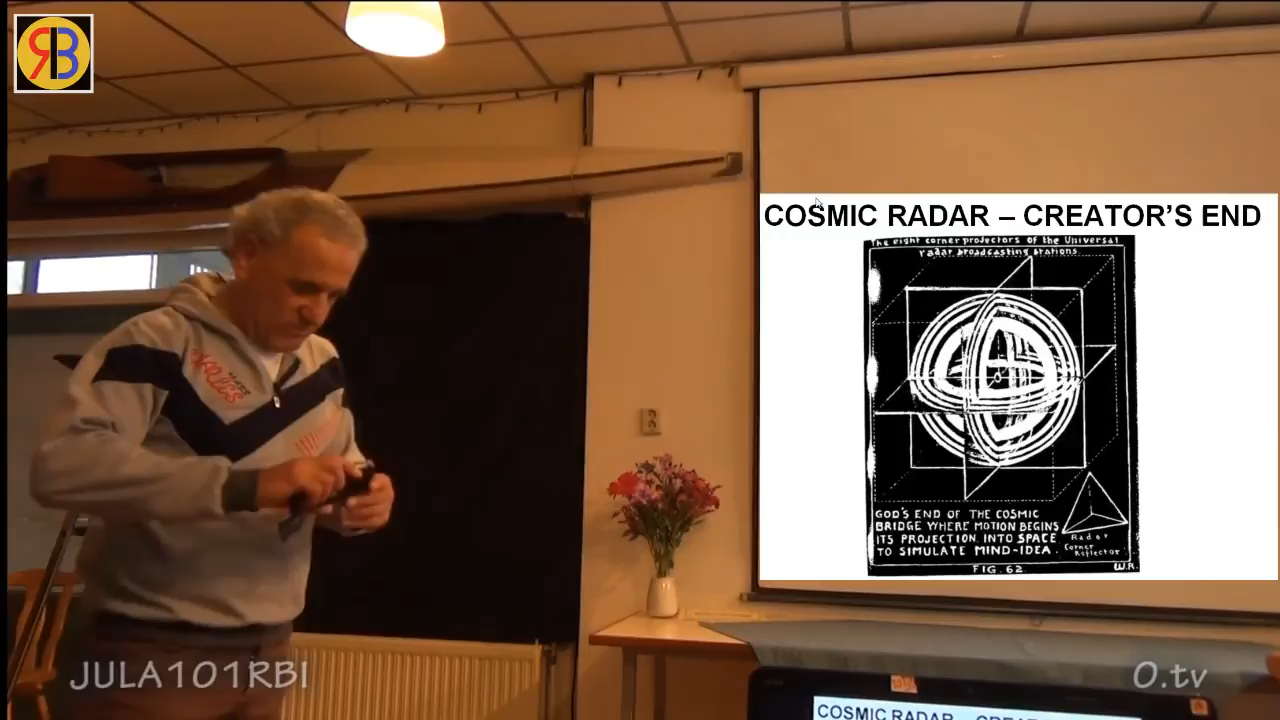 RB
COSMIC RADAR – CREATOR'S END
The eight corner projectors of the Universal
radar broadcasting stations.
GOD'S END OF THE COSMIC
BRIDGE WHERE MOTION BEGINS
ITS PROJECTION INTO SPACE
TO SIMULATE MIND-IDEA.
Radar
Corner
Reflector
FIG. 62.
W.R.
JULA101RBI
O.tv
COSMIC RADAR – CREA